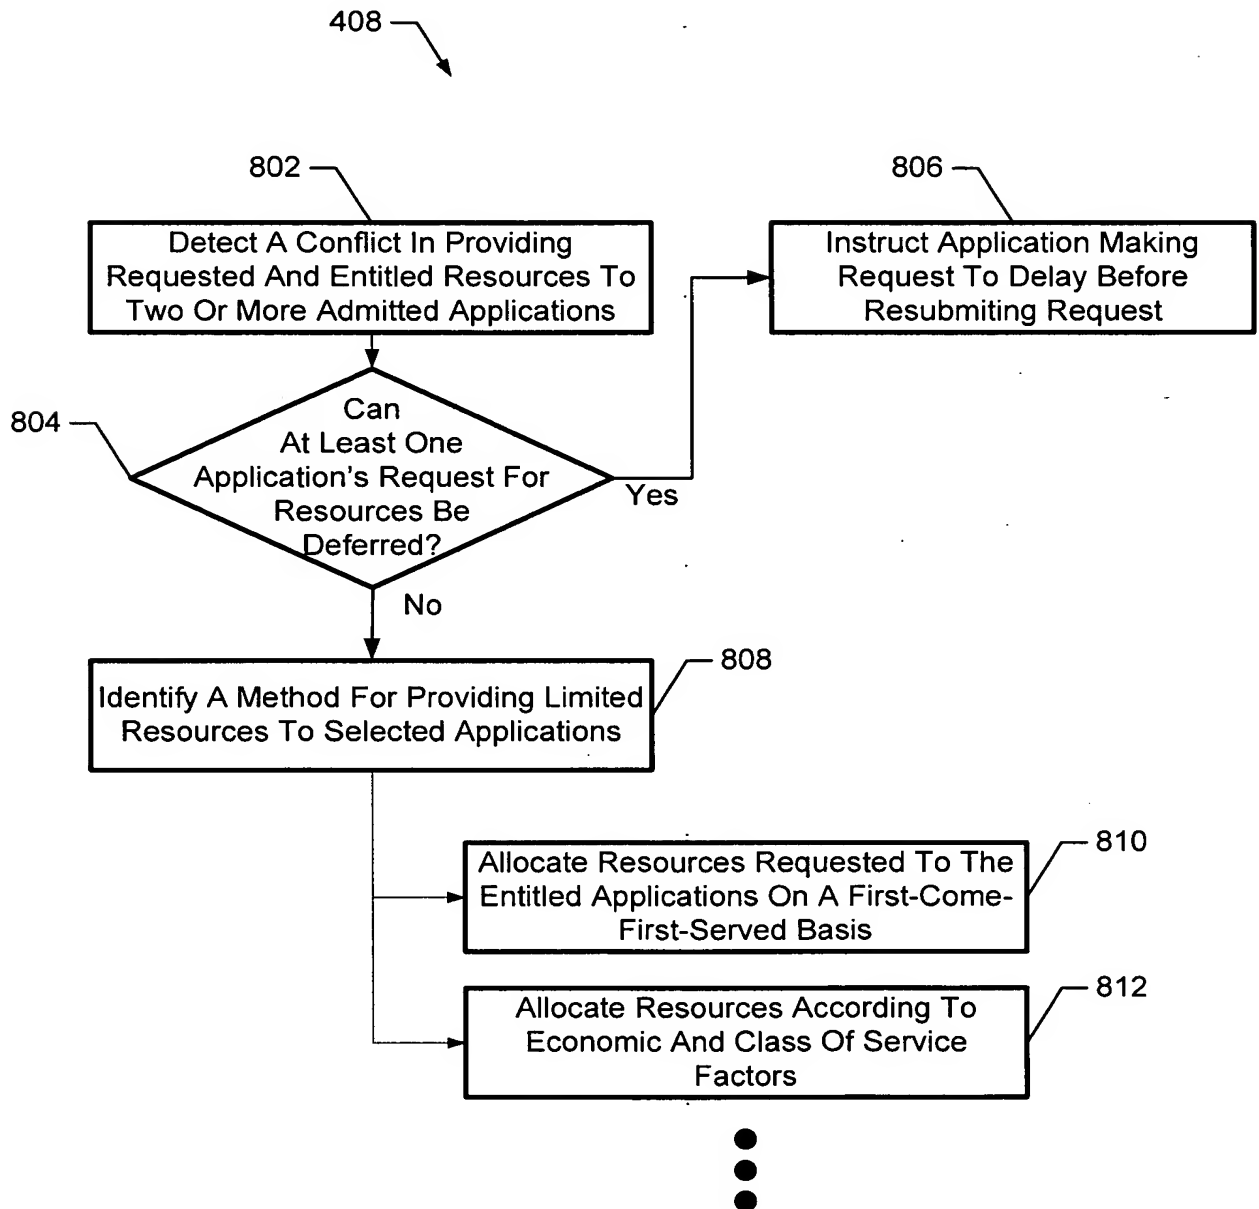 408
802
Detect A Conflict In Providing
Requested And Entitled Resources To
Two Or More Admitted Applications
806
Instruct Application Making
Request To Delay Before
Resubmiting Request
804
Can
At Least One
Application's Request For
Resources Be
Deferred?
Yes
No
808
Identify A Method For Providing Limited
Resources To Selected Applications
810
Allocate Resources Requested To The
Entitled Applications On A First-Come-
First-Served Basis
812
Allocate Resources According To
Economic And Class Of Service
Factors